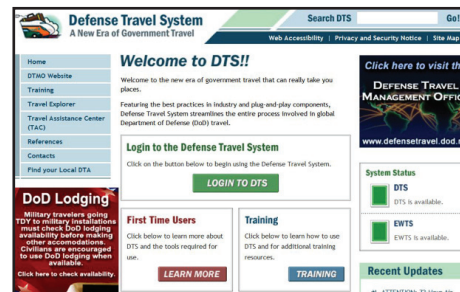 Defense Travel System
A New Era of Government Travel
Search DTS
Go!
Web Accessibility | Privacy and Security Notice | Site Map
Home
DTMO Website
Training
Travel Explorer
Travel Assistance Center
(TAC)
References
Contacts
Find your Local DTA
DoD Lodging
Military travelers going
TDY to military installations
must check DoD lodging
availability before making
other accomodations.
Civilians are encouraged
to use DoD lodging when
available.
Click here to check availability.
Welcome to DTS!!
Welcome to the new era of government travel that can really take you
places.
Featuring the best practices in industry and plug-and-play components,
Defense Travel System streamlines the entire process involved in global
Department of Defense (DoD) travel.
Login to the Defense Travel System
Click on the button below to begin using the Defense Travel System.
LOGIN TO DTS
First Time Users
Click below to learn more about
DTS and the tools required for
use.
LEARN MORE
Training
Click below to learn how to use
DTS and for additional training
resources.
TRAINING
Click here to visit th
DEFENSE TRAVEL
MANAGEMENT OFFIC
www.defensetravel.dod.
System Status
DTS
DTS is available.
EWTS
EWTS is available.
Recent Updates